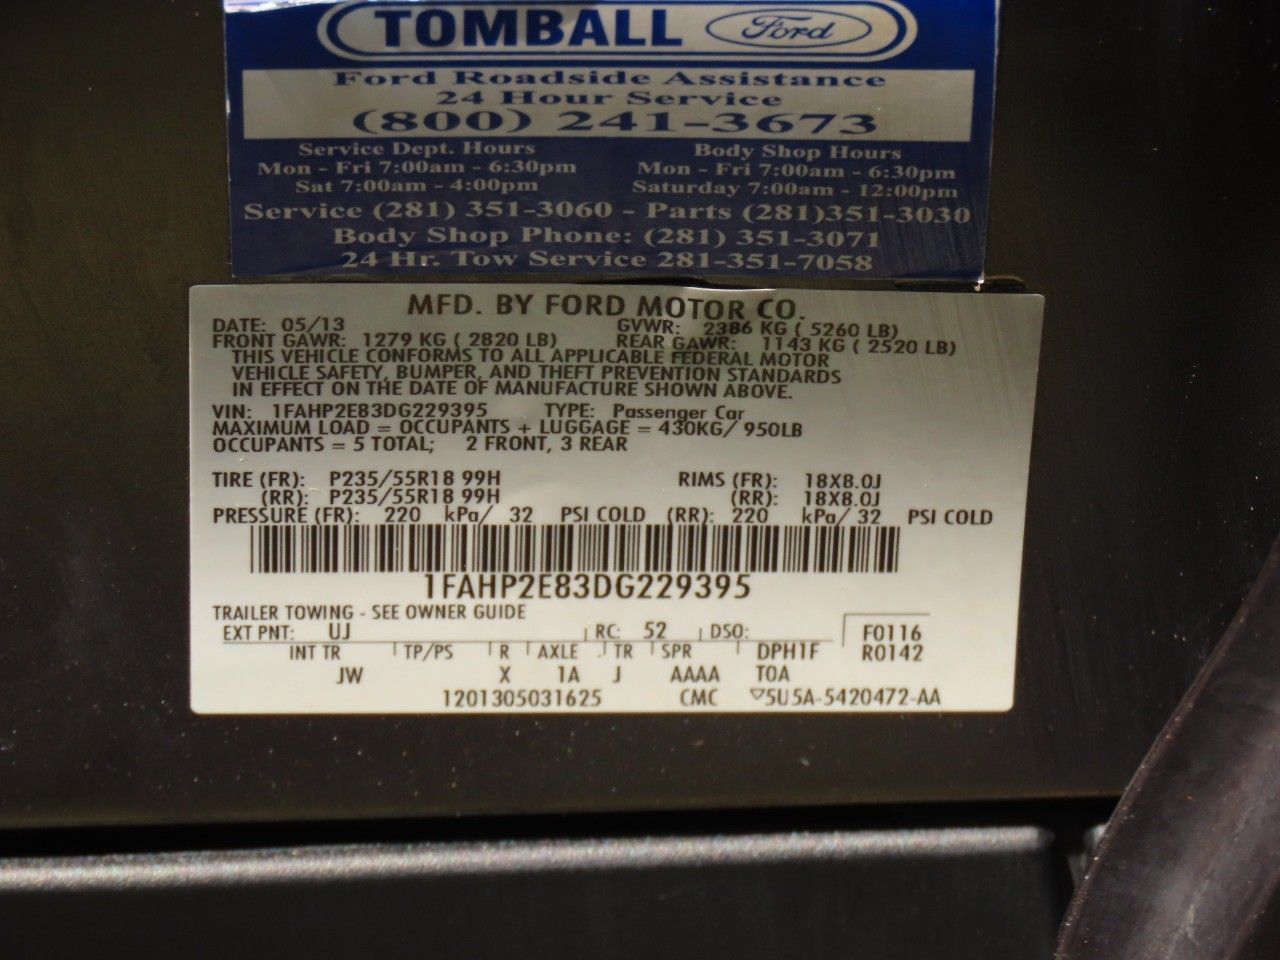 TOMBALL Ford
Ford Roadside Assistance
24 Hour Service
(800) 241-3673
Service Dept. Hours
Mon - Fri 7:00am - 6:30pm
Sat 7:00am - 4:00pm
Body Shop Hours
Mon - Fri 7:00am - 6:30pm
Saturday 7:00am - 12:00pm
Service (281) 351-3060 - Parts (281)351-3030
Body Shop Phone: (281) 351-3071
24 Hr. Tow Service 281-351-7058
MFD. BY FORD MOTOR CO.
DATE: 05/13 GVWR: 2386 KG ( 5260 LB)
FRONT GAWR: 1279 KG ( 2820 LB) REAR GAWR: 1143 KG ( 2520 LB)
THIS VEHICLE CONFORMS TO ALL APPLICABLE FEDERAL MOTOR
VEHICLE SAFETY, BUMPER, AND THEFT PREVENTION STANDARDS
IN EFFECT ON THE DATE OF MANUFACTURE SHOWN ABOVE.
VIN: 1FAHP2E83DG229395 TYPE: Passenger Car
MAXIMUM LOAD = OCCUPANTS + LUGGAGE = 430KG/ 950LB
OCCUPANTS = 5 TOTAL; 2 FRONT, 3 REAR
TIRE (FR): P235/55R18 99H RIMS (FR): 18X8.0J
(RR): P235/55R18 99H (RR): 18X8.0J
PRESSURE (FR): 220 kPa/ 32 PSI COLD (RR): 220 kPa/ 32 PSI COLD
1FAHP2E83DG229395
TRAILER TOWING - SEE OWNER GUIDE
EXT PNT: UJ RC: 52 DSO: F0116
INT TR TP/PS R AXLE TR SPR DPH1F R0142
JW X 1A J AAAA T0A
1201305031625 CMC ▽5U5A-5420472-AA